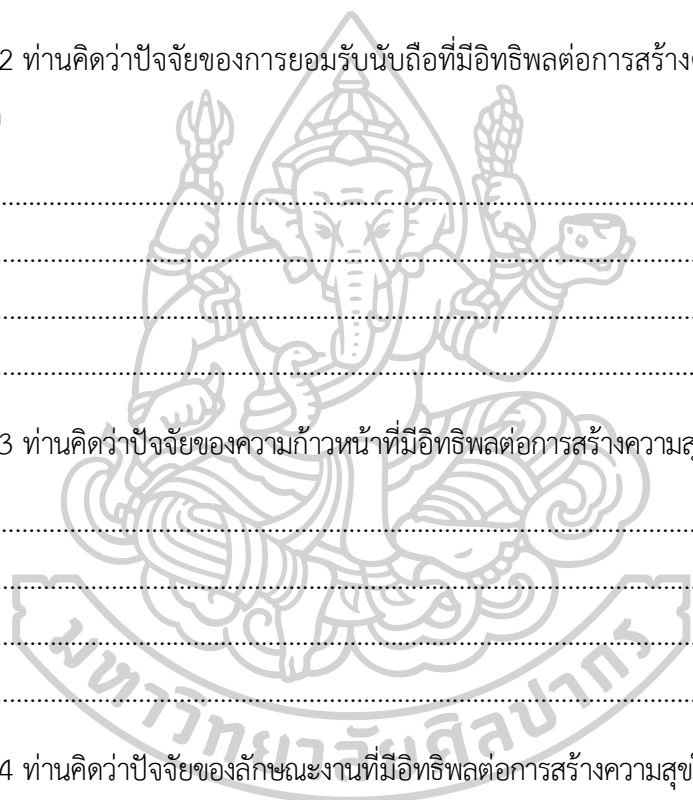 2 ท่านคิดว่าปัจจัยของการยอมรับนับถือที่มีอิทธิพลต่อการสร้าง
................................................................................
................................................................................
................................................................................
................................................................................
3 ท่านคิดว่าปัจจัยของความก้าวหน้าที่มีอิทธิพลต่อการสร้างความ
................................................................................
................................................................................
................................................................................
................................................................................
4 ท่านคิดว่าปัจจัยของลักษณะงานที่มีอิทธิพลต่อการสร้างความสุข
มหาวิทยาลัยศิลปากร